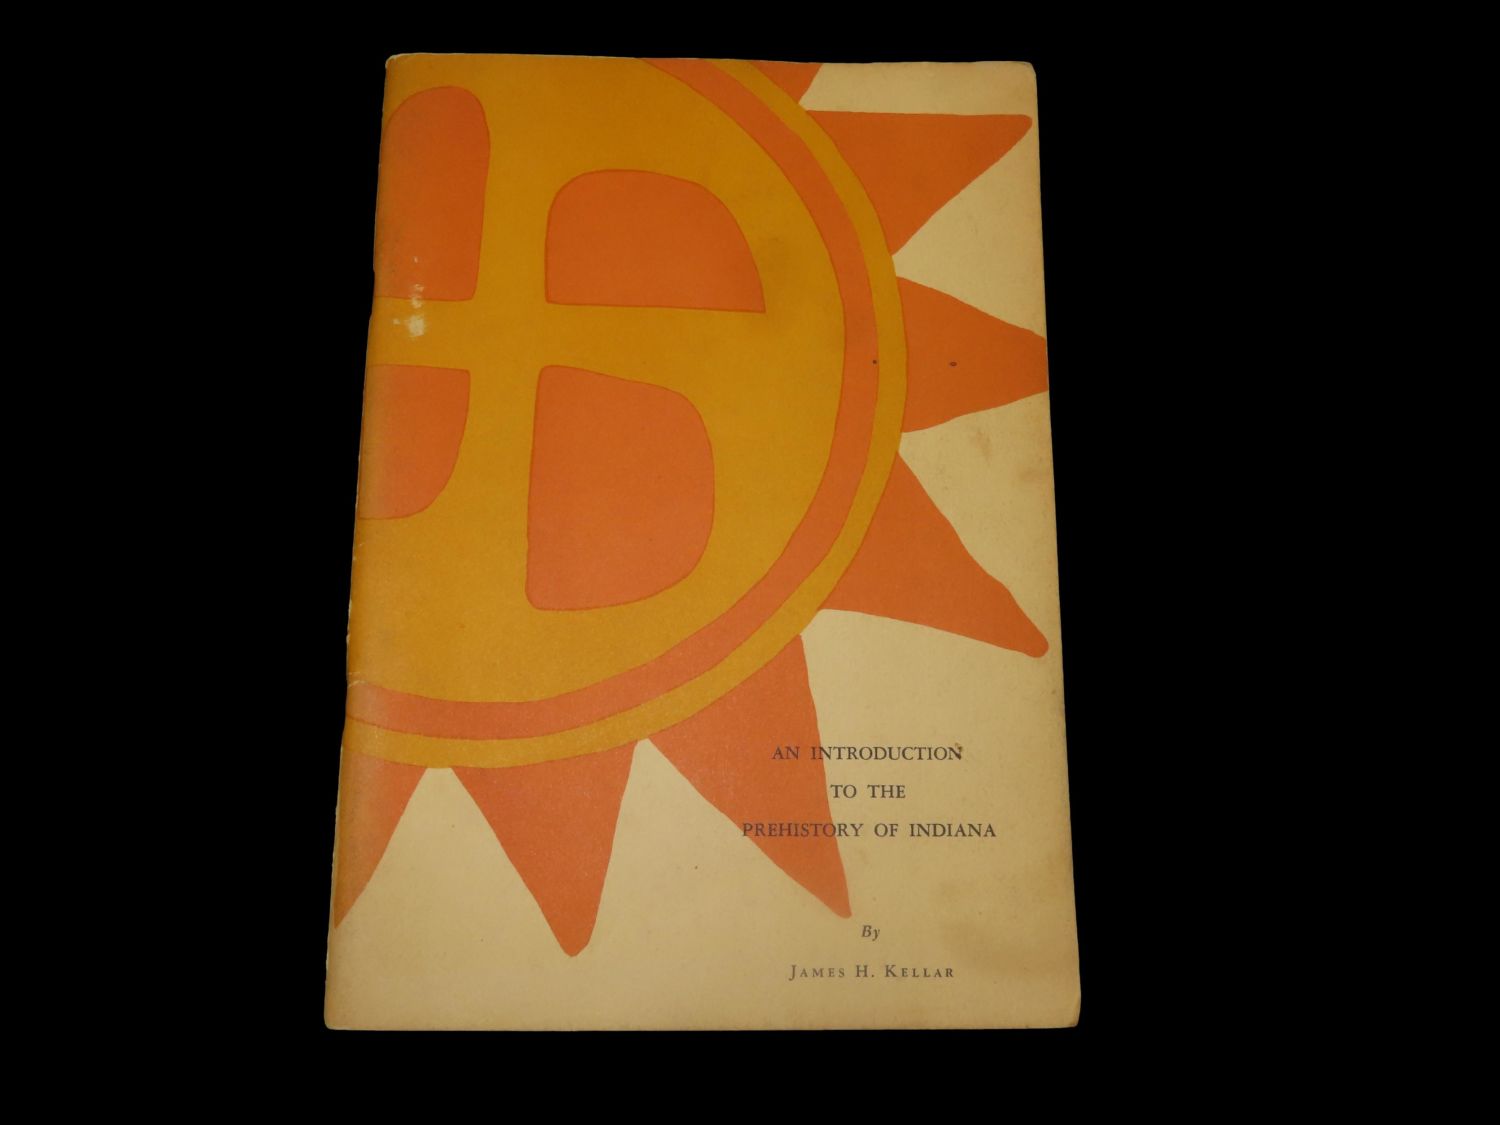 AN INTRODUCTION
TO THE
PREHISTORY OF INDIANA
By
JAMES H. KELLAR